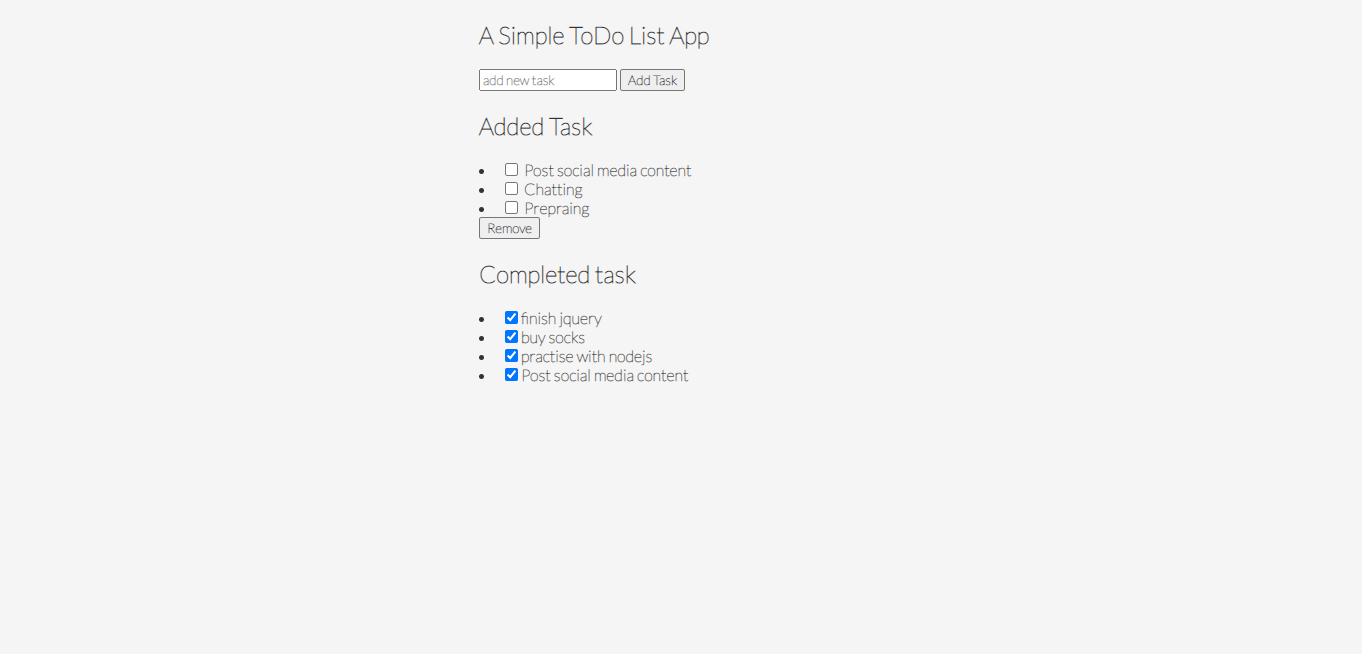 A Simple ToDo List App
add new task Add Task
Added Task
Post social media content
Chatting
Prepraing
Remove
Completed task
finish jquery
buy socks
practise with nodejs
Post social media content